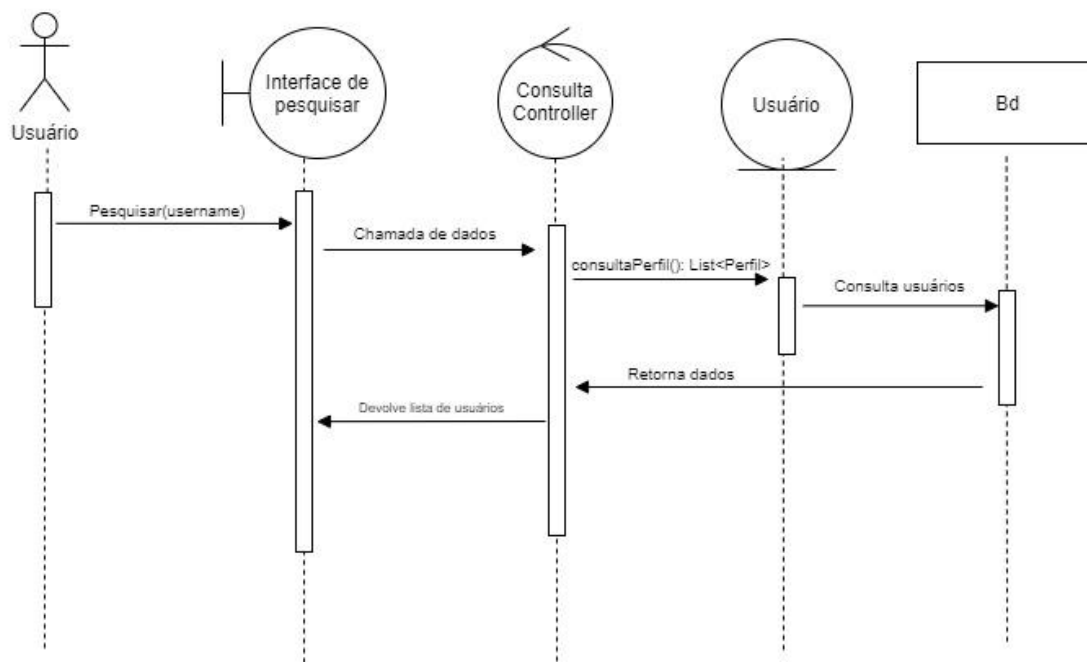 Usuário
Interface de
pesquisar
Consulta
Controller
Usuário
Bd
Pesquisar(username)
Chamada de dados
consultaPerfil(): List<Perfil>
Consulta usuários
Retorna dados
Devolve lista de usuários